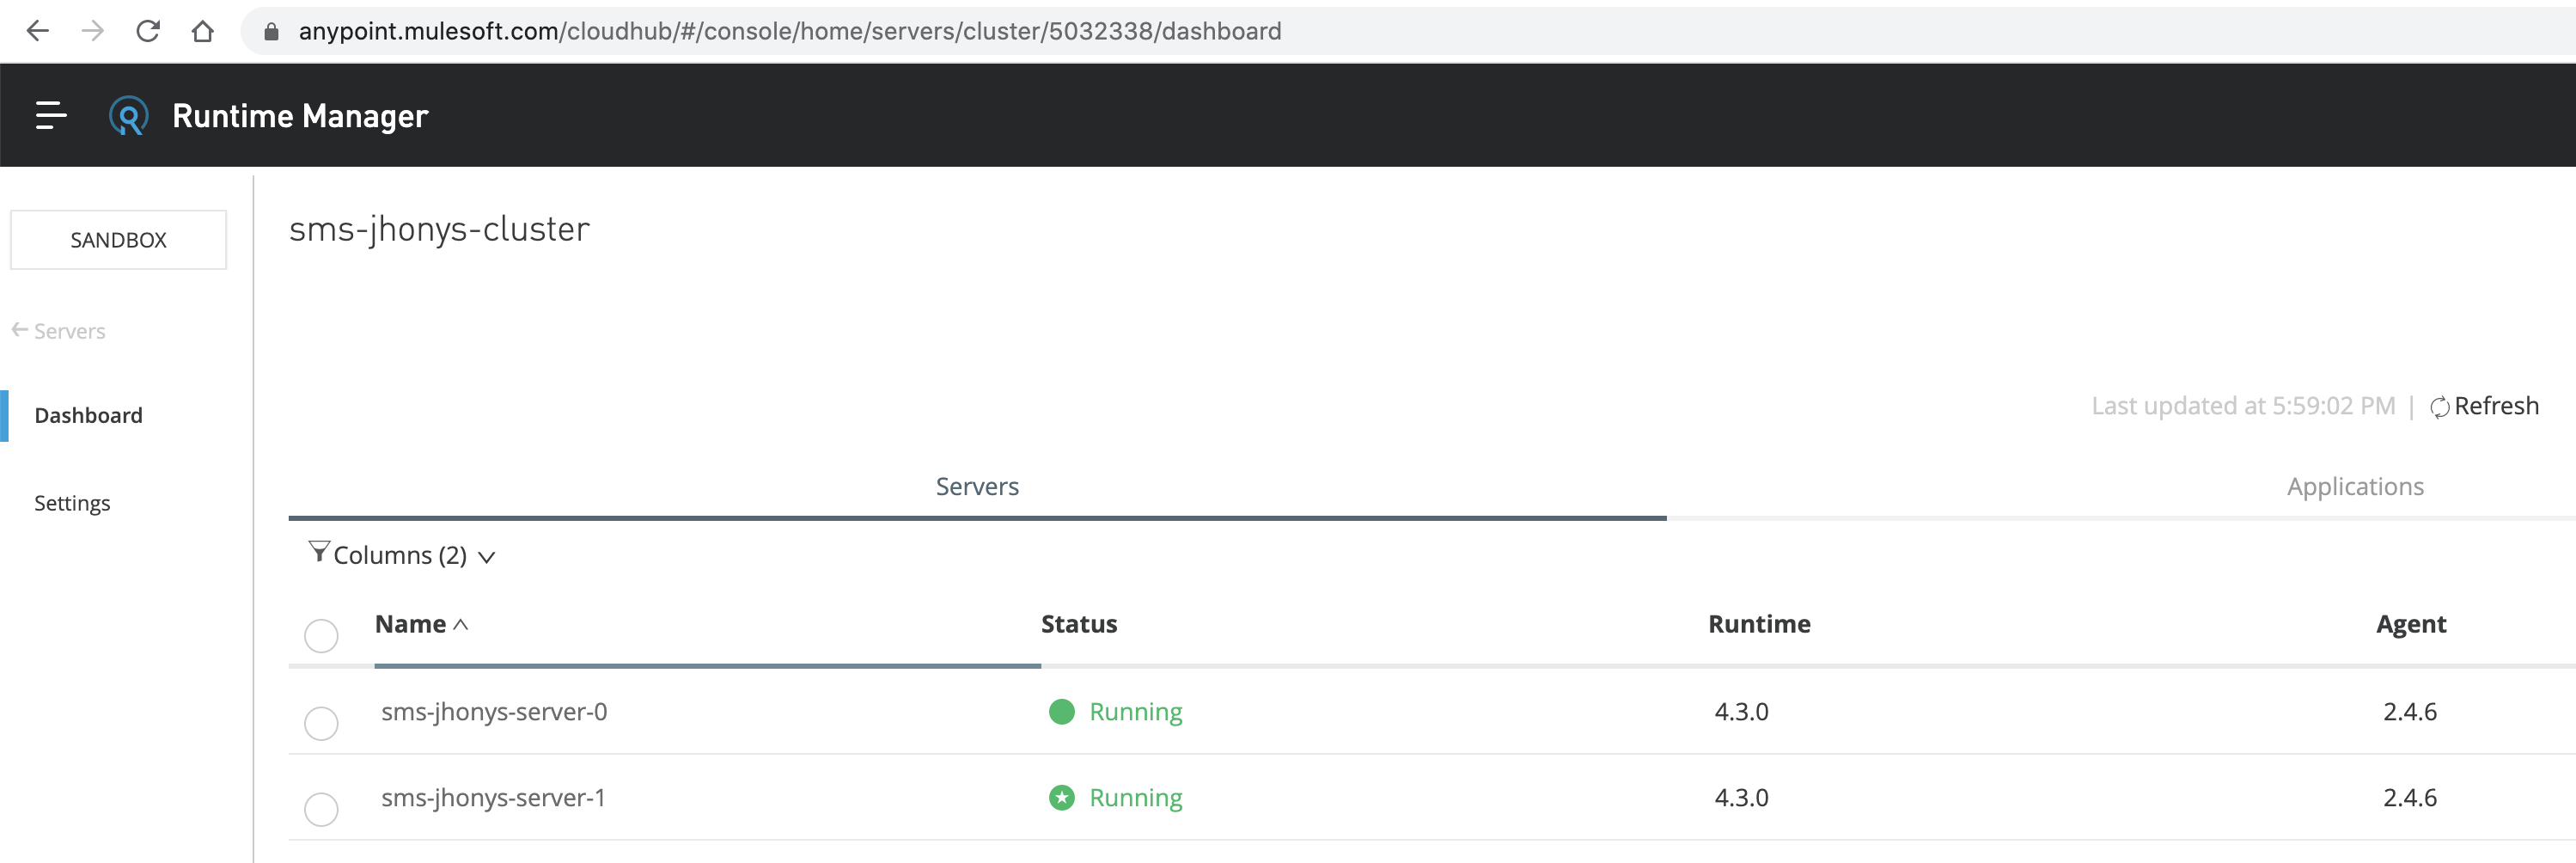 anypoint.mulesoft.com/cloudhub/#/console/home/servers/cluster/5032338/dashboard
Runtime Manager
SANDBOX
Servers
Dashboard
Settings
sms-jhonys-cluster
Last updated at 5:59:02 PM | Refresh
Servers Applications
Columns (2)
Name Status Runtime Agent
sms-jhonys-server-0 Running 4.3.0 2.4.6
sms-jhonys-server-1 Running 4.3.0 2.4.6